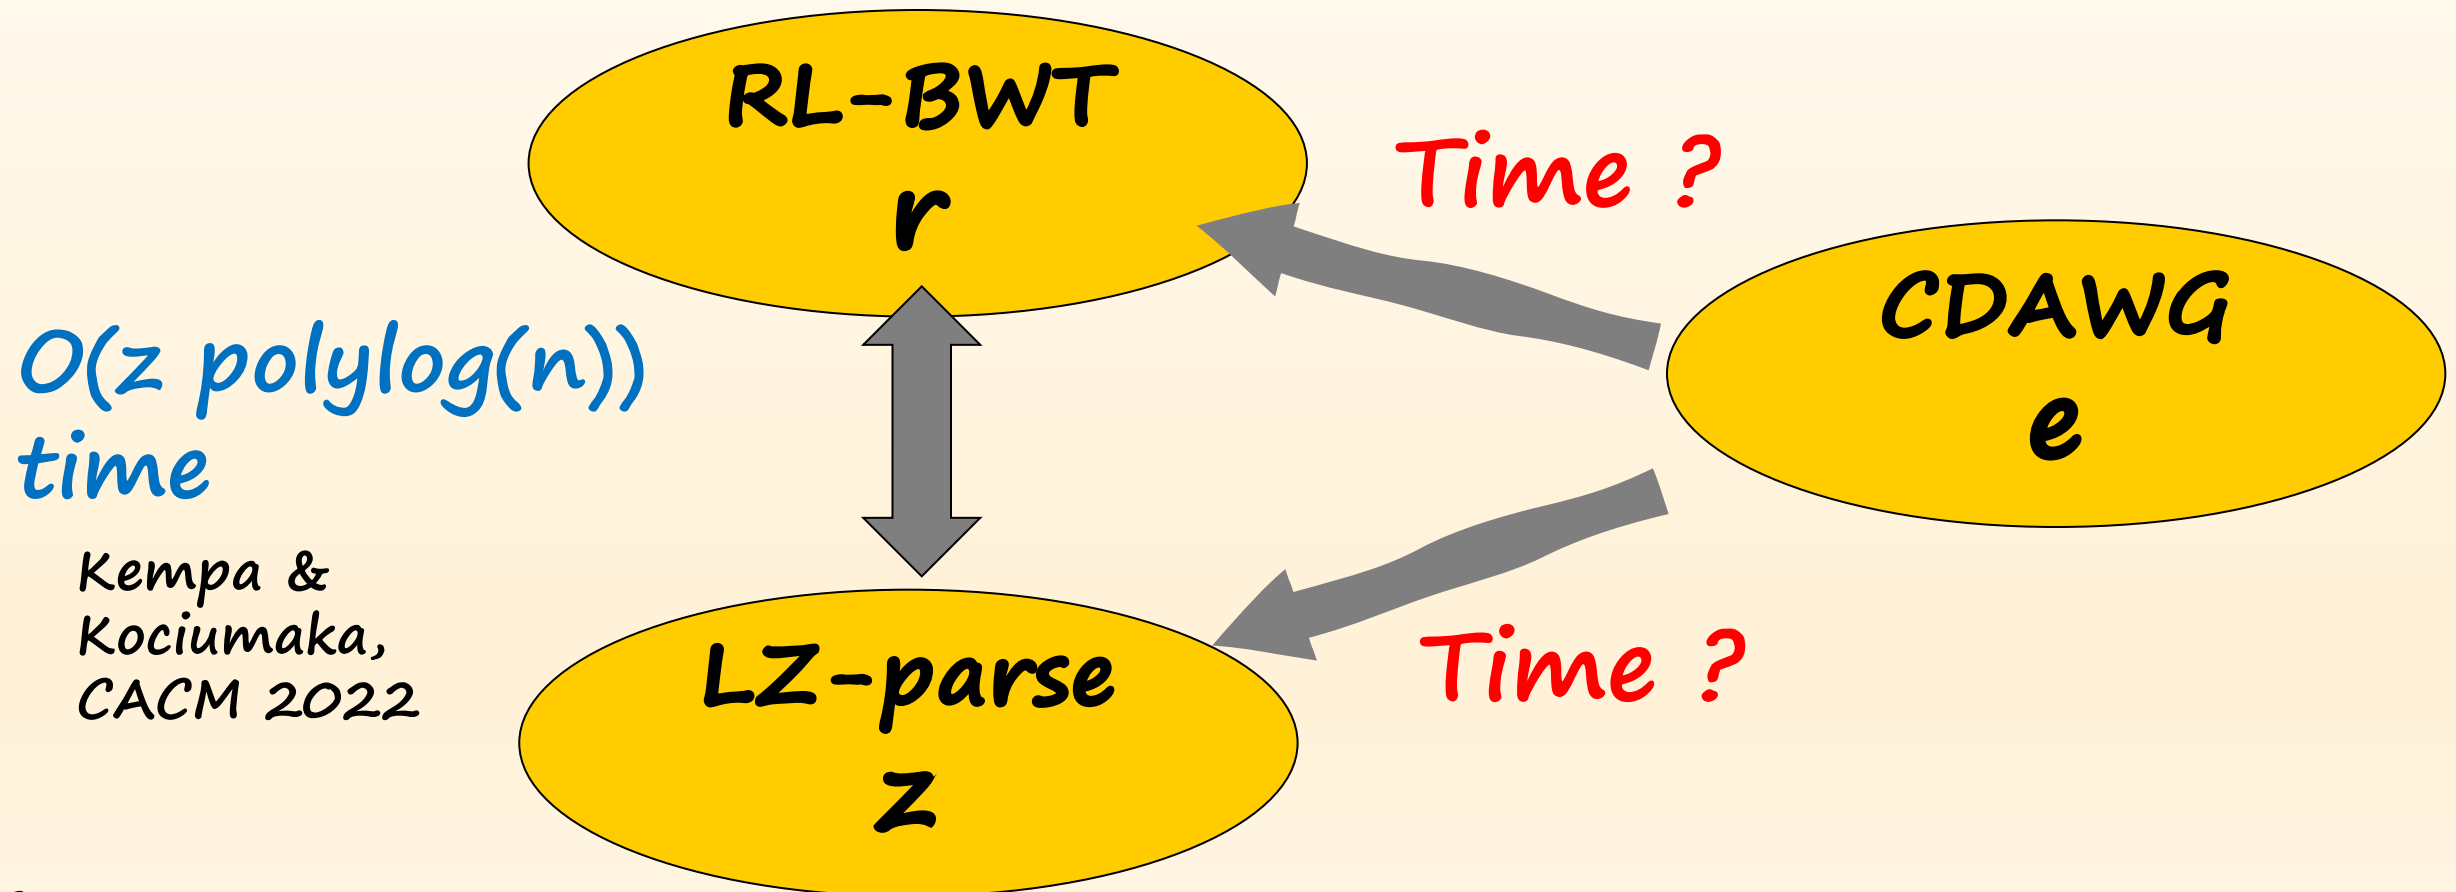 RL-BWT
r
Time ?
CDAWG
e
O(z polylog(n))
time
Kempa &
Kociumaka,
CACM 2022
LZ-parse
z
Time ?